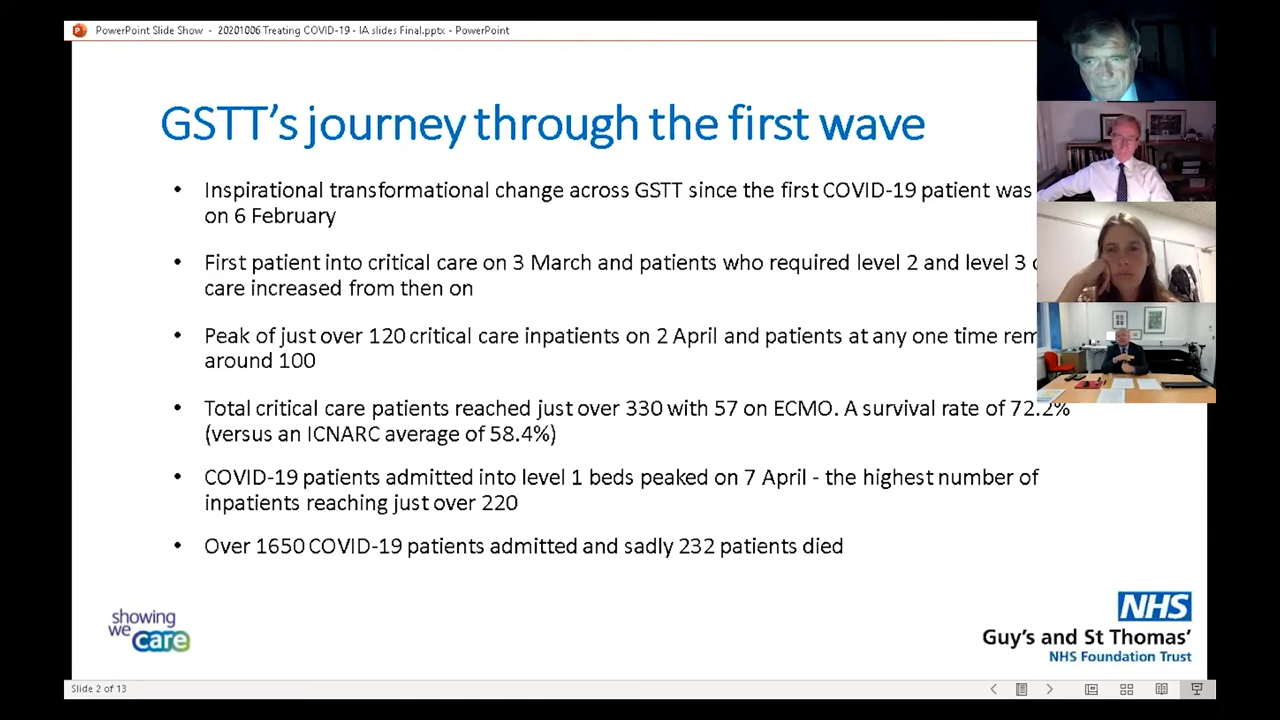 PowerPoint Slide Show - 20201006 Treating COVID-19 - IA slides Final.pptx - PowerPoint
GSTT's journey through the first wave
• Inspirational transformational change across GSTT since the first COVID-19 patient was
on 6 February
• First patient into critical care on 3 March and patients who required level 2 and level 3
care increased from then on
• Peak of just over 120 critical care inpatients on 2 April and patients at any one time
around 100
• Total critical care patients reached just over 330 with 57 on ECMO. A survival rate of 72.2%
(versus an ICNARC average of 58.4%)
• COVID-19 patients admitted into level 1 beds peaked on 7 April - the highest number of
inpatients reaching just over 220
• Over 1650 COVID-19 patients admitted and sadly 232 patients died
showing
we care
NHS
Guy's and St Thomas'
NHS Foundation Trust
Slide 2 of 13